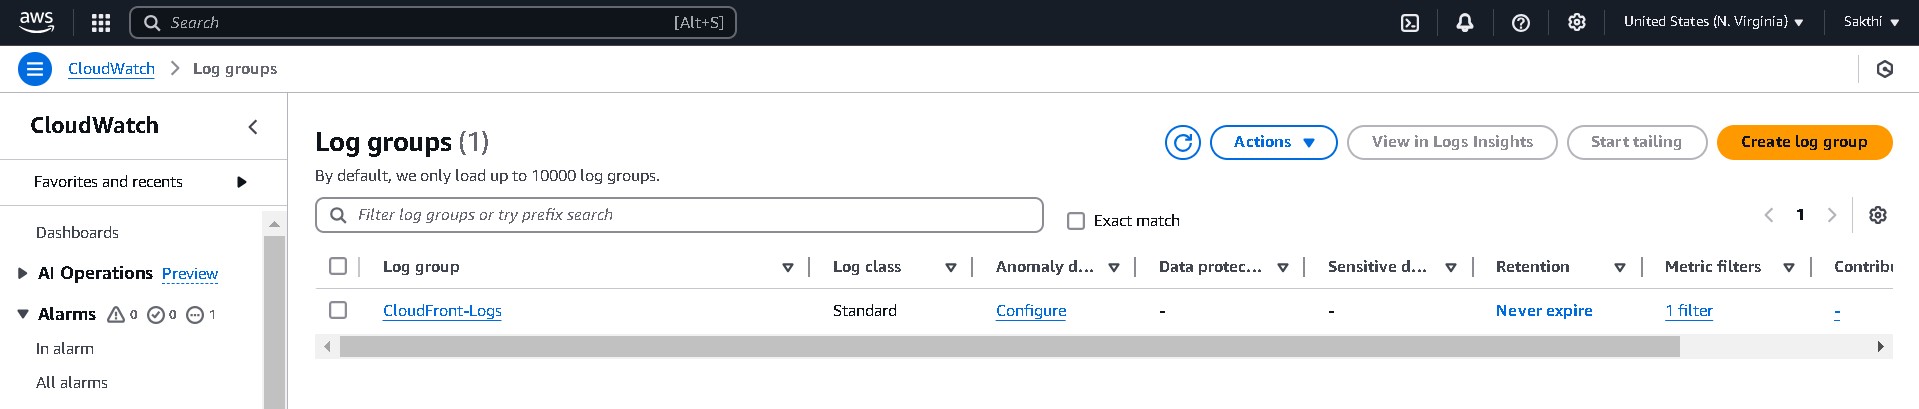 aws Search [Alt+S] United States (N. Virginia) Sakthi
CloudWatch Log groups
CloudWatch
Favorites and recents
Dashboards
AI Operations Preview
Alarms 0 0 1
In alarm
All alarms
Log groups (1)
Actions View in Logs Insights Start tailing Create log group
By default, we only load up to 10000 log groups.
Filter log groups or try prefix search Exact match 1
Log group Log class Anomaly d... Data protec... Sensitive d... Retention Metric filters Contribu
CloudFront-Logs Standard Configure - - Never expire 1 filter -